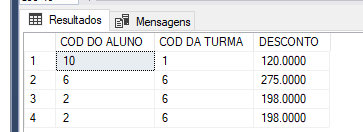 Resultados Mensagens
COD DO ALUNO COD DA TURMA DESCONTO
1 10 1 120.0000
2 6 6 275.0000
3 2 6 198.0000
4 2 6 198.0000